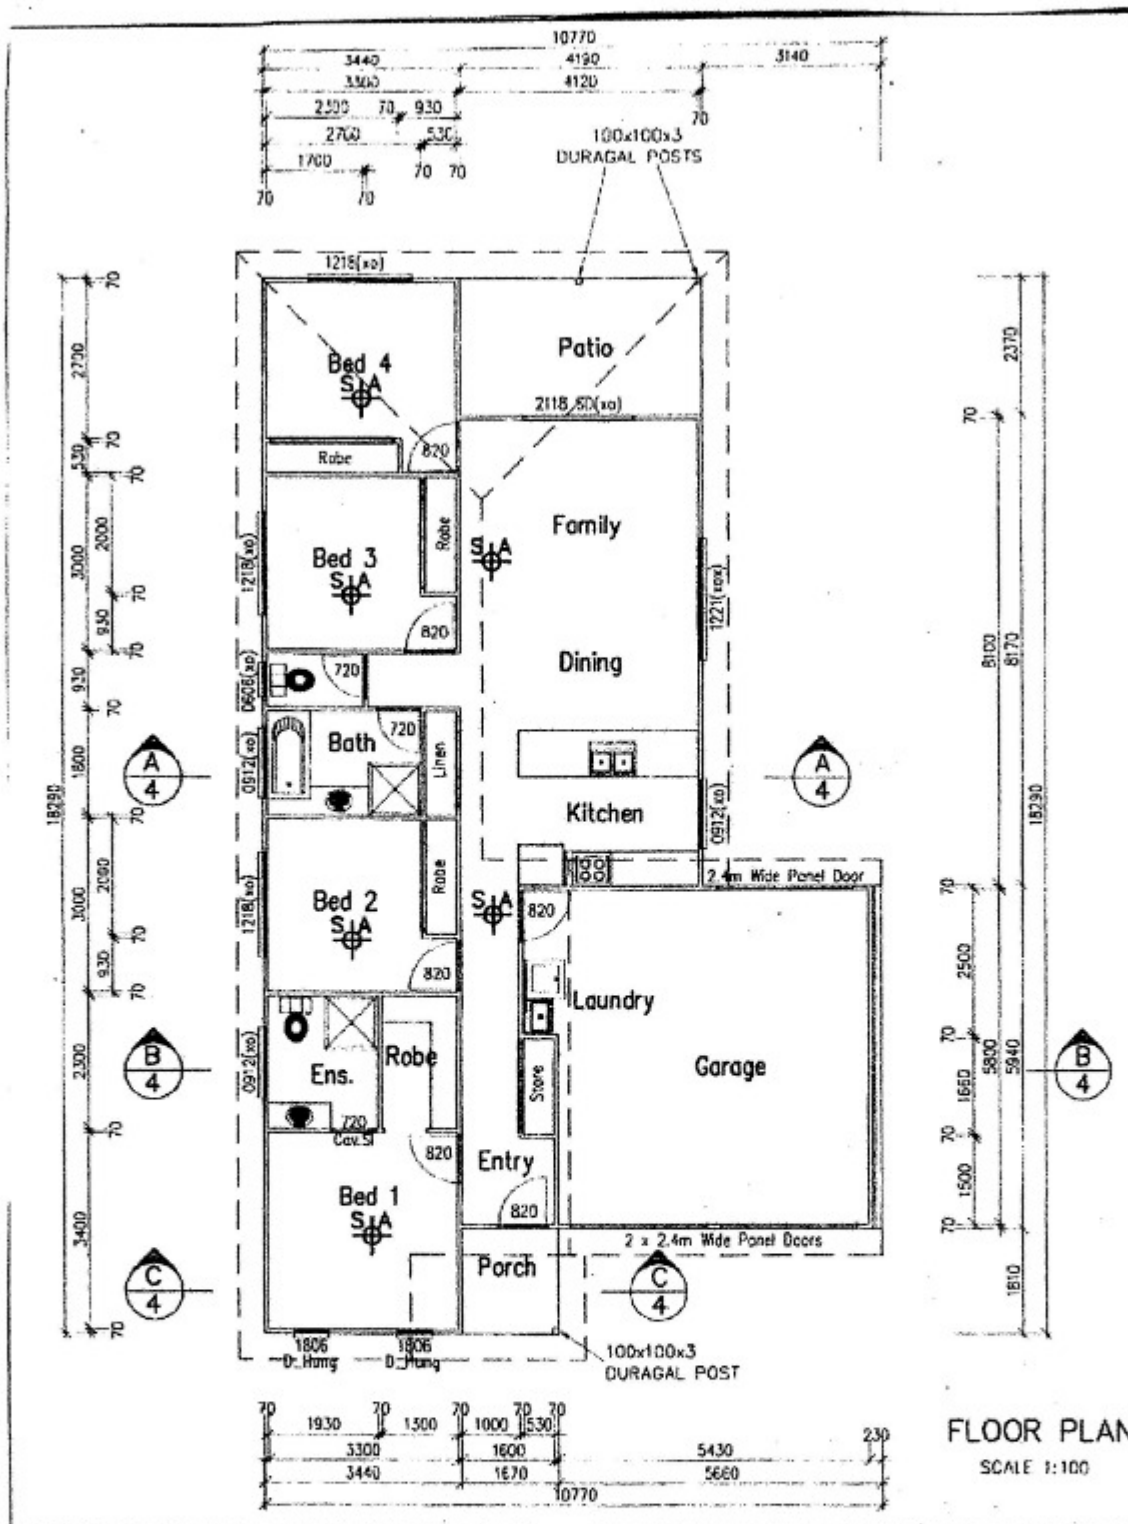 10770
3440 4190 3140
3300 4120
2300 70 930 70
2700 530
1700 70 70
70 70
100x100x3
DURAGAL POSTS
1218(xo)
70
2700
2370
Patio
Bed 4
S A
2118 SD(xo)
70
70
820
Robe
530
70
Family
2000
3000
1218(xo)
Bed 3
S A
Robe
S A
1221(xox)
70
930
820
70
8100
8170
Dining
930
0606(xo)
720
70
Bath
720
Linen
0912(xo)
1800
A
4
A
4
18290
18290
Kitchen
0912(xo)
70
2.4m Wide Panel Door
70
3000
1218(xo)
Bed 2
S A
Robe
S A
820
70
930
820
2500
70
Laundry
2300
0912(xo)
Ens.
Robe
70
B
4
B
4
Garage
Store
1660
5800
5940
720
Cav.S
70
820
Entry
70
1500
Bed 1
S A
3400
820
70
2 x 2.4m Wide Panel Doors
Porch
C
4
C
4
1810
70
1806
D_Hung
1806
D_Hung
100x100x3
DURAGAL POST
70 70 70 70 70
1930 1300 1000 530 230
3300 1600 5430
3440 1670 5660
10770
FLOOR PLAN
SCALE 1:100